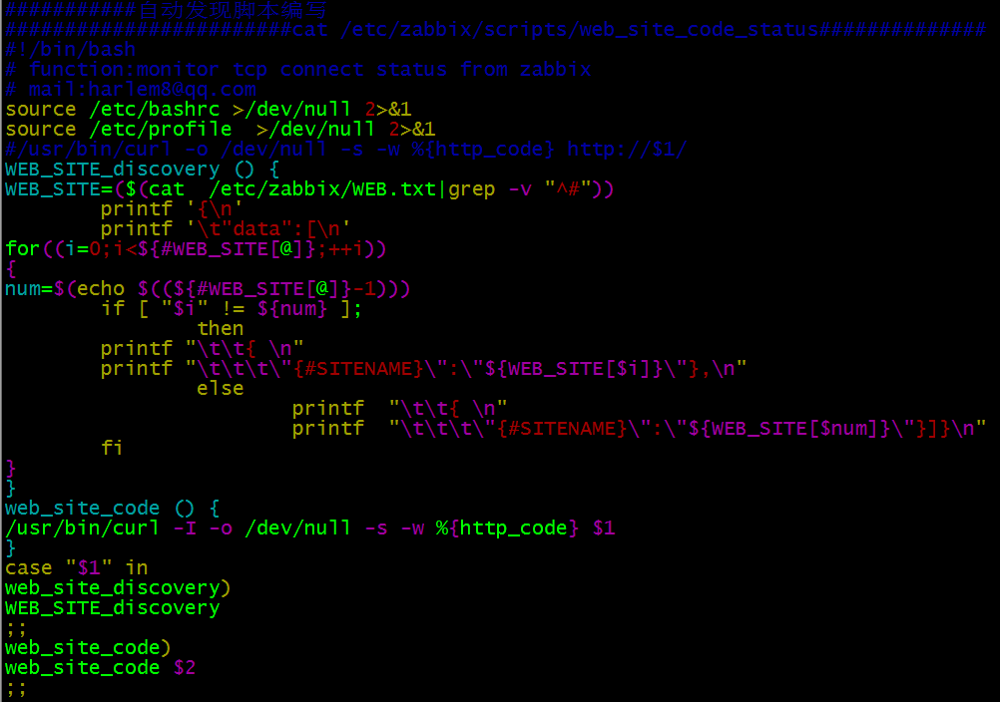 ###########自动发现脚本编写
########################cat /etc/zabbix/scripts/web_site_code_status##############
#!/bin/bash
# function:monitor tcp connect status from zabbix
# mail:harlem8@qq.com
source /etc/bashrc >/dev/null 2>&1
source /etc/profile  >/dev/null 2>&1
#/usr/bin/curl -o /dev/null -s -w %{http_code} http://$1/
WEB_SITE_discovery () {
WEB_SITE=($(cat  /etc/zabbix/WEB.txt|grep -v "^#"))
        printf '{\n'
        printf '\t"data":[\n'
for((i=0;i<${#WEB_SITE[@]};++i))
{
num=$(echo $((${#WEB_SITE[@]}-1)))
        if [ "$i" != ${num} ];
                then
        printf "\t\t{ \n"
        printf "\t\t\t\"{#SITENAME}\":\"${WEB_SITE[$i]}\"},\n"
                else
                        printf  "\t\t{ \n"
                        printf  "\t\t\t\"{#SITENAME}\":\"${WEB_SITE[$num]}\"}]}\n"
        fi
}
}
web_site_code () {
/usr/bin/curl -I -o /dev/null -s -w %{http_code} $1
}
case "$1" in
web_site_discovery)
WEB_SITE_discovery
;;
web_site_code)
web_site_code $2
;;